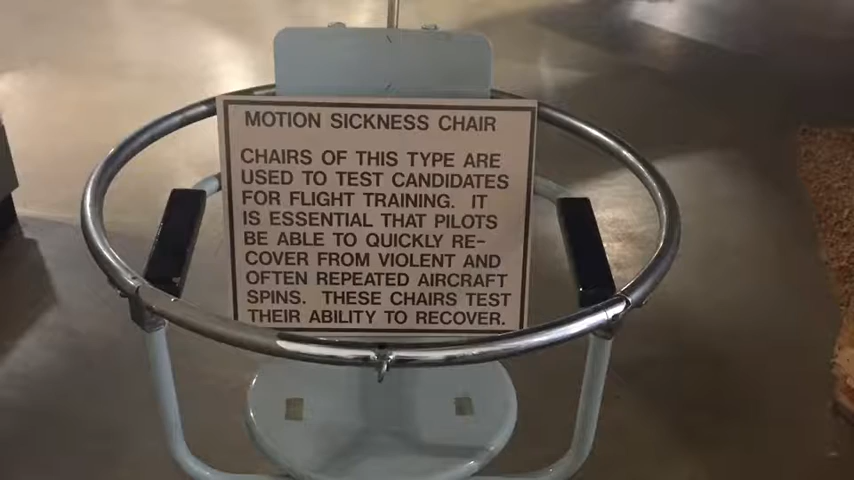 MOTION SICKNESS CHAIR
CHAIRS OF THIS TYPE ARE
USED TO TEST CANDIDATES
FOR FLIGHT TRAINING. IT
IS ESSENTIAL THAT PILOTS
BE ABLE TO QUICKLY RE-
COVER FROM VIOLENT AND
OFTEN REPEATED AIRCRAFT
SPINS. THESE CHAIRS TEST
THEIR ABILITY TO RECOVER.